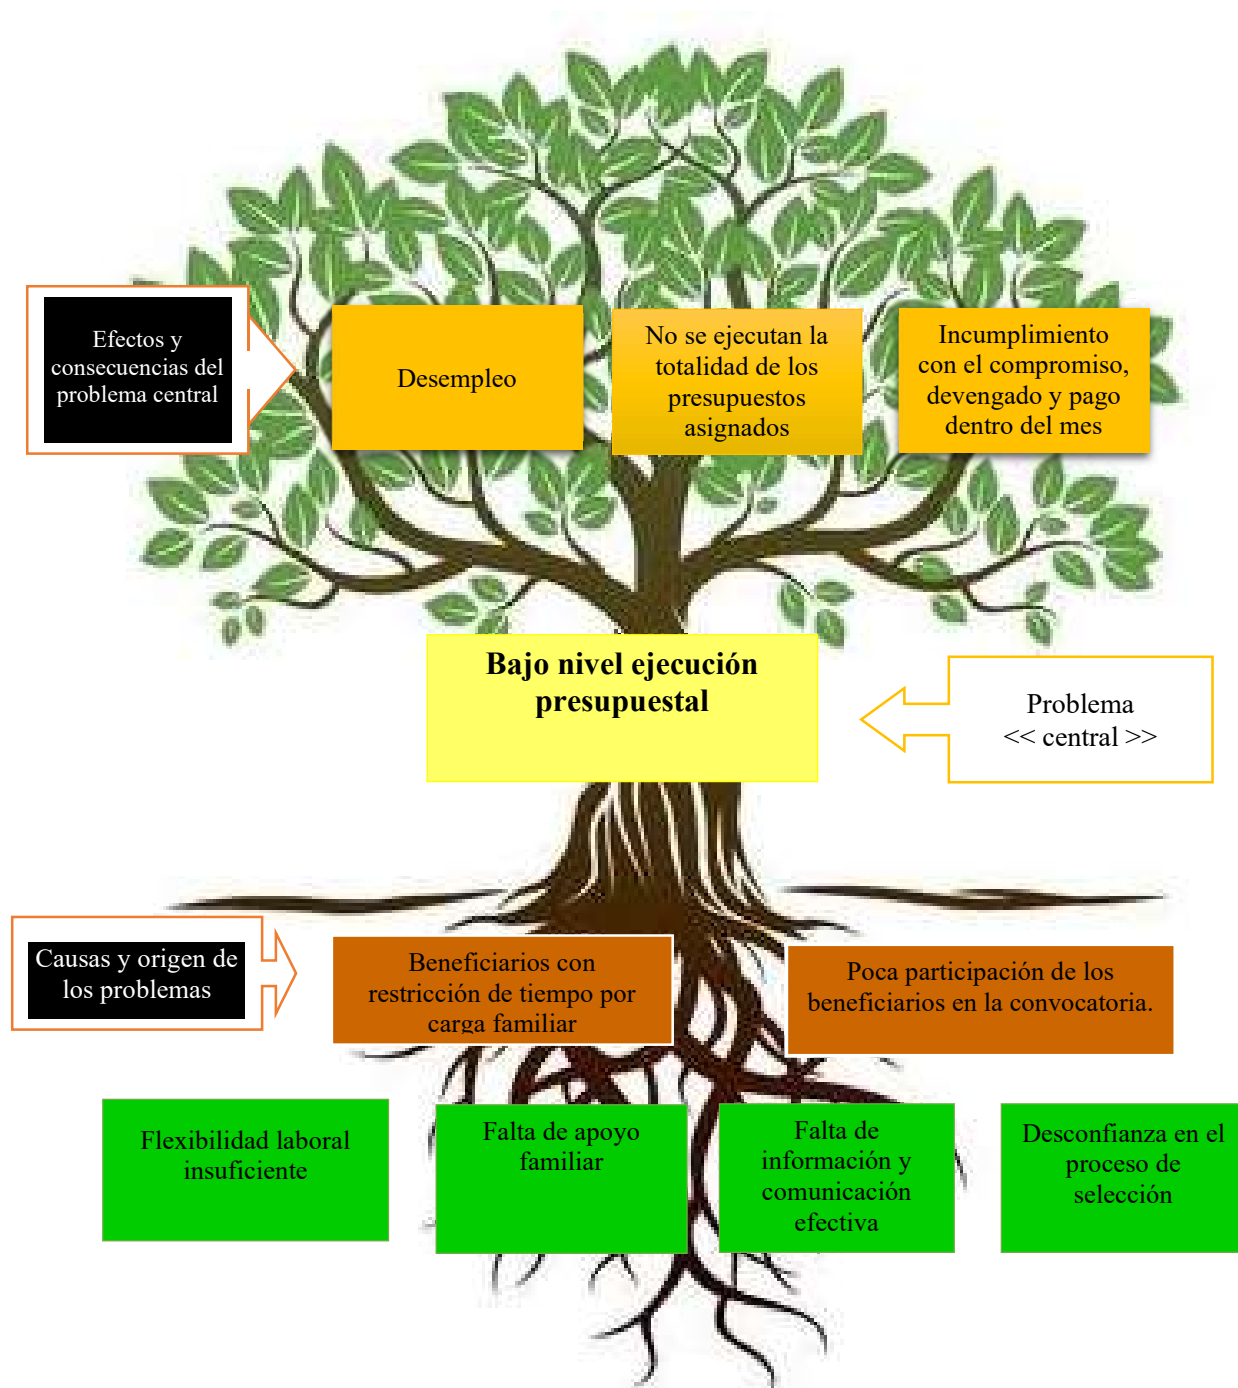 Efectos y
consecuencias del
problema central
Desempleo
No se ejecutan la
totalidad de los
presupuestos
asignados
Incumplimiento
con el compromiso,
devengado y pago
dentro del mes
Bajo nivel ejecución
presupuestal
Problema
<< central >>
Causas y origen de
los problemas
Beneficiarios con
restricción de tiempo por
carga familiar
Poca participación de los
beneficiarios en la convocatoria.
Flexibilidad laboral
insuficiente
Falta de apoyo
familiar
Falta de
información y
comunicación
efectiva
Desconfianza en el
proceso de
selección